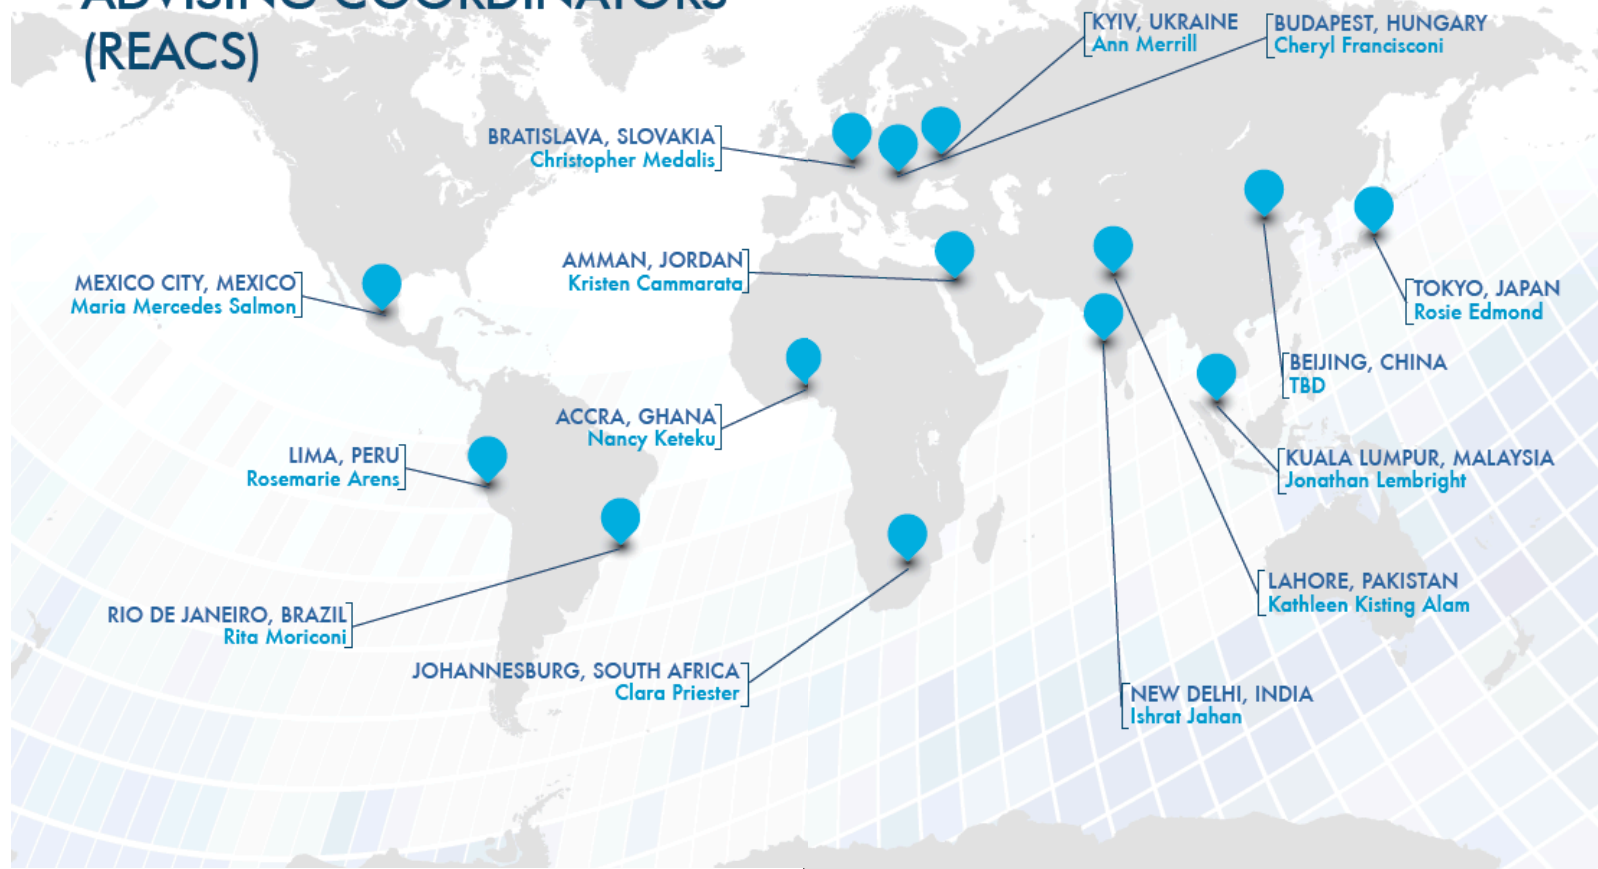 ADVISING COORDINATORS
(REACS)
KYIV, UKRAINE
Ann Merrill
BUDAPEST, HUNGARY
Cheryl Francisconi
BRATISLAVA, SLOVAKIA
Christopher Medalis
AMMAN, JORDAN
Kristen Cammarata
MEXICO CITY, MEXICO
Maria Mercedes Salmon
TOKYO, JAPAN
Rosie Edmond
BEIJING, CHINA
TBD
ACCRA, GHANA
Nancy Keteku
LIMA, PERU
Rosemarie Arens
KUALA LUMPUR, MALAYSIA
Jonathan Lembright
LAHORE, PAKISTAN
Kathleen Kisting Alam
RIO DE JANEIRO, BRAZIL
Rita Moriconi
JOHANNESBURG, SOUTH AFRICA
Clara Priester
NEW DELHI, INDIA
Ishrat Jahan